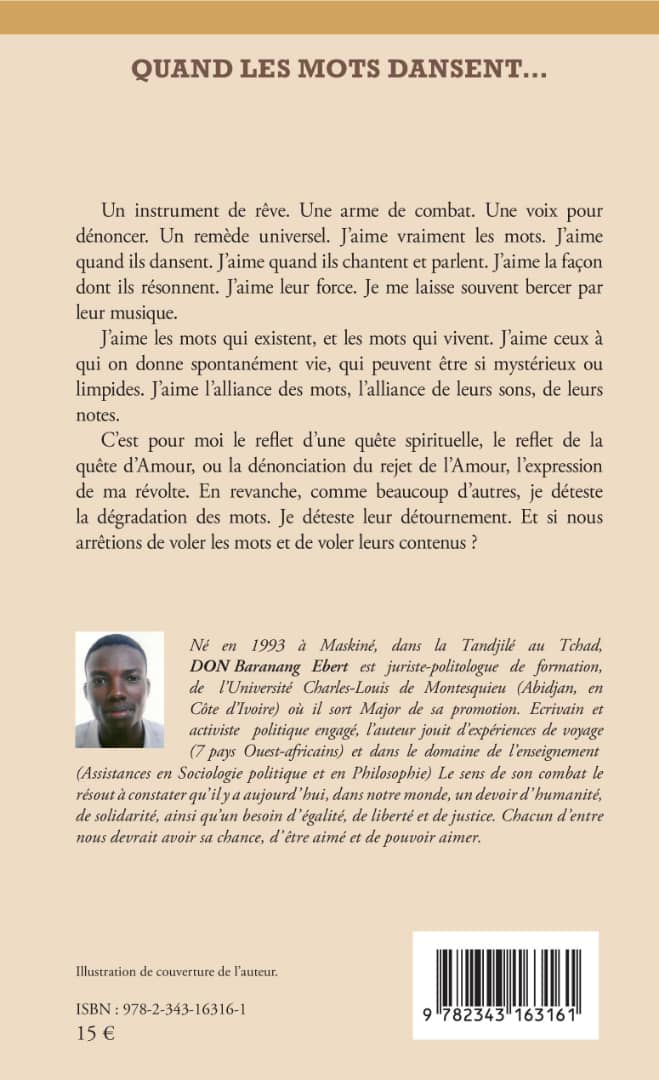 QUAND LES MOTS DANSENT...
Un instrument de rêve. Une arme de combat. Une voix pour
dénoncer. Un remède universel. J’aime vraiment les mots. J’aime
quand ils dansent. J’aime quand ils chantent et parlent. J’aime la façon
dont ils résonnent. J’aime leur force. Je me laisse souvent bercer par
leur musique.
J’aime les mots qui existent, et les mots qui vivent. J’aime ceux à
qui on donne spontanément vie, qui peuvent être si mystérieux ou
limpides. J’aime l’alliance des mots, l’alliance de leurs sons, de leurs
notes.
C’est pour moi le reflet d’une quête spirituelle, le reflet de la
quête d’Amour, ou la dénonciation du rejet de l’Amour, l’expression
de ma révolte. En revanche, comme beaucoup d’autres, je déteste
la dégradation des mots. Je déteste leur détournement. Et si nous
arrêtions de voler les mots et de voler leurs contenus ?
Né en 1993 à Maskiné, dans la Tandjilé au Tchad,
DON Baranang Ebert est juriste-politologue de formation,
de l’Université Charles-Louis de Montesquieu (Abidjan, en
Côte d’Ivoire) où il sort Major de sa promotion. Ecrivain et
activiste politique engagé, l’auteur jouit d’expériences de voyage
(7 pays Ouest-africains) et dans le domaine de l’enseignement
(Assistances en Sociologie politique et en Philosophie) Le sens de son combat le
résout à constater qu’il y a aujourd’hui, dans notre monde, un devoir d’humanité,
de solidarité, ainsi qu’un besoin d’égalité, de liberté et de justice. Chacun d’entre
nous devrait avoir sa chance, d’être aimé et de pouvoir aimer.
Illustration de couverture de l’auteur.
ISBN : 978-2-343-16316-1
15 €
9 782343 163161